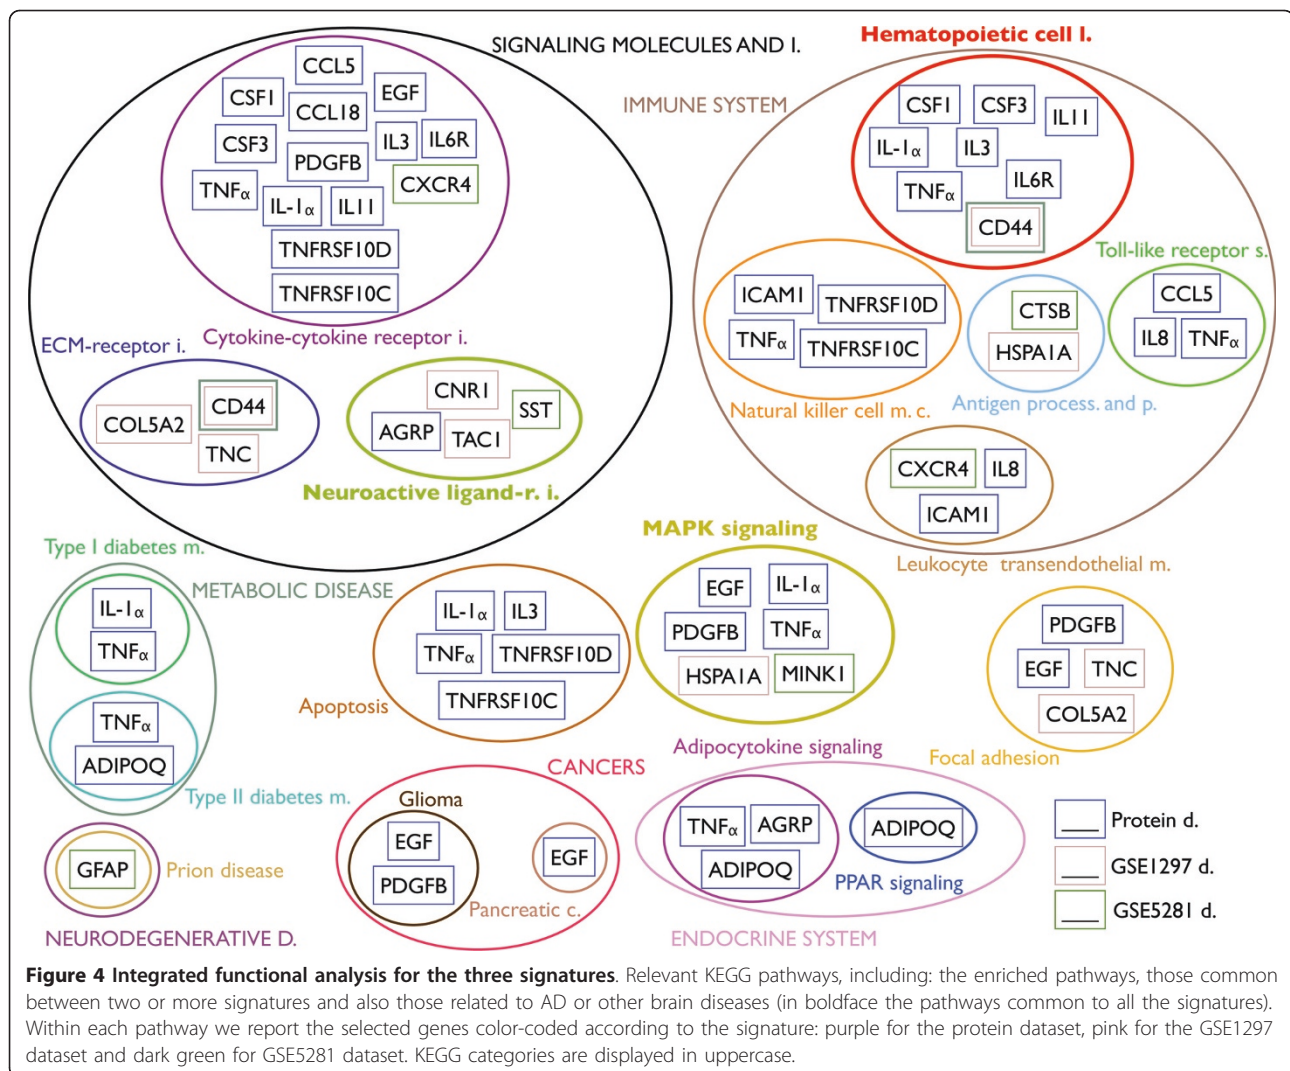 SIGNALING MOLECULES AND I.
CCL5
CSF1
EGF
CCL18
CSF3
IL3
IL6R
PDGFB
TNFα
CXCR4
IL-1α
IL11
TNFRSF10D
TNFRSF10C
Cytokine-cytokine receptor i.
ECM-receptor i.
CD44
COL5A2
TNC
CNR1
SST
AGRP
TAC1
Neuroactive ligand-r. i.
Hematopoietic cell l.
IMMUNE SYSTEM
CSF1
CSF3
IL11
IL-1α
IL3
TNFα
IL6R
CD44
Toll-like receptor s.
CCL5
IL8
TNFα
ICAM1
TNFRSF10D
TNFα
TNFRSF10C
Natural killer cell m. c.
CTSB
HSPA1A
Antigen process. and p.
CXCR4
IL8
ICAM1
Leukocyte transendothelial m.
Type I diabetes m.
METABOLIC DISEASE
IL-1α
TNFα
TNFα
ADIPOQ
Type II diabetes m.
IL-1α
IL3
TNFα
TNFRSF10D
TNFRSF10C
Apoptosis
MAPK signaling
EGF
IL-1α
PDGFB
TNFα
HSPA1A
MINK1
PDGFB
EGF
TNC
COL5A2
Focal adhesion
GFAP
Prion disease
NEURODEGENERATIVE D.
CANCERS
Glioma
EGF
PDGFB
EGF
Pancreatic c.
Adipocytokine signaling
TNFα
AGRP
ADIPOQ
ADIPOQ
PPAR signaling
ENDOCRINE SYSTEM
Protein d.
GSE1297 d.
GSE5281 d.
Figure 4 Integrated functional analysis for the three signatures. Relevant KEGG pathways, including: the enriched pathways, those common
between two or more signatures and also those related to AD or other brain diseases (in boldface the pathways common to all the signatures).
Within each pathway we report the selected genes color-coded according to the signature: purple for the protein dataset, pink for the GSE1297
dataset and dark green for GSE5281 dataset. KEGG categories are displayed in uppercase.